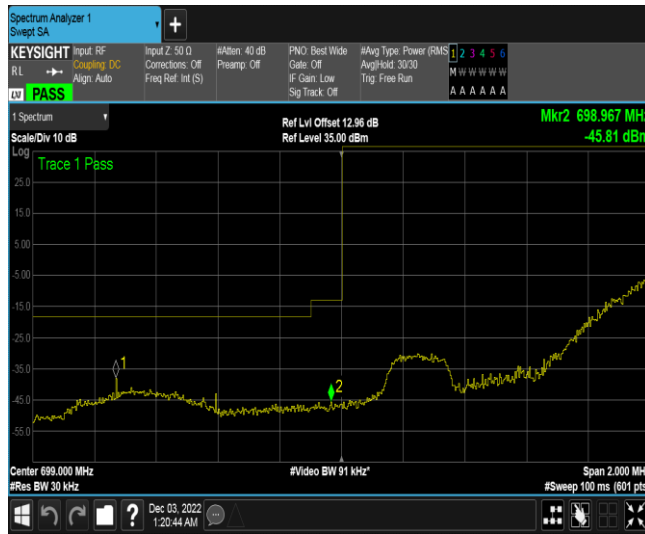 Spectrum Analyzer 1
Swept SA
KEYSIGHT Input: RF Input Z: 50 Ω #Atten: 40 dB PNO: Best Wide #Avg Type: Power (RMS 1 2 3 4 5 6
RL Coupling: DC Corrections: Off Preamp: Off Gate: Off Avg|Hold: 30/30 M W W W W W
Align: Auto Freq Ref: Int (S) IF Gain: Low Trig: Free Run
LXI PASS Sig Track: Off A A A A A A
1 Spectrum Ref Lvl Offset 12.96 dB Mkr2 698.967 MHz
Scale/Div 10 dB Ref Level 35.00 dBm -45.81 dBm
Log
Trace 1 Pass
25.0
15.0
5.00
-5.00
-15.0
-25.0
1
-35.0
2
-45.0
-55.0
Center 699.000 MHz #Video BW 91 kHz* Span 2.000 MH
#Res BW 30 kHz #Sweep 100 ms (601 pts
? Dec 03, 2022
1:20:44 AM